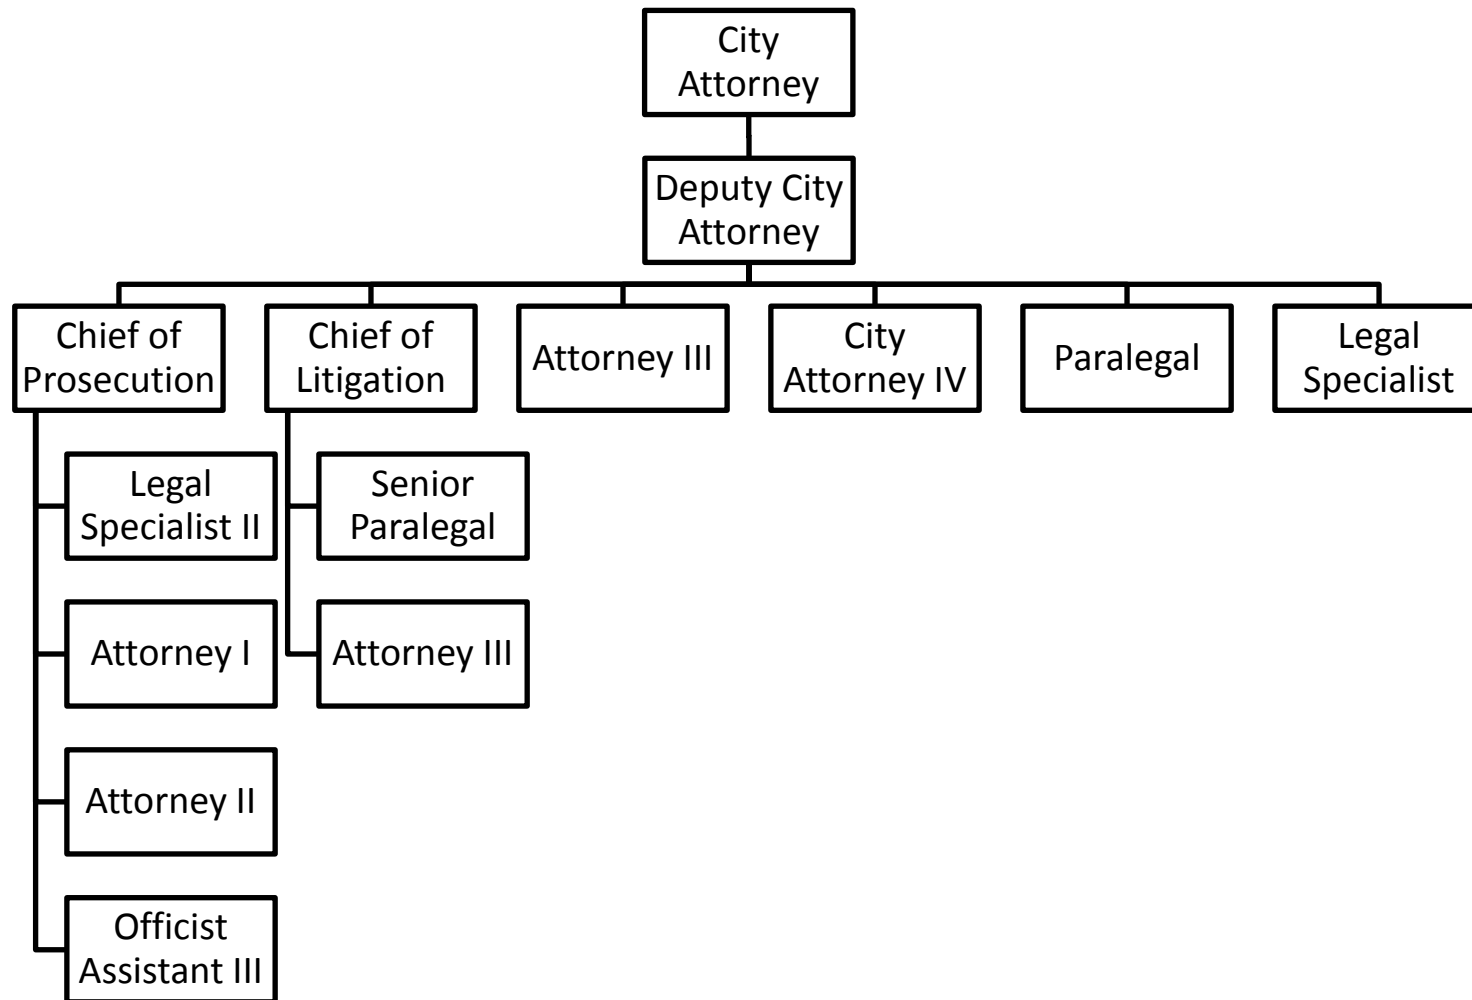 City
Attorney
Deputy City
Attorney
Chief of
Prosecution
Chief of
Litigation
Attorney III
City
Attorney IV
Paralegal
Legal
Specialist
Legal
Specialist II
Senior
Paralegal
Attorney I
Attorney III
Attorney II
Officist
Assistant III